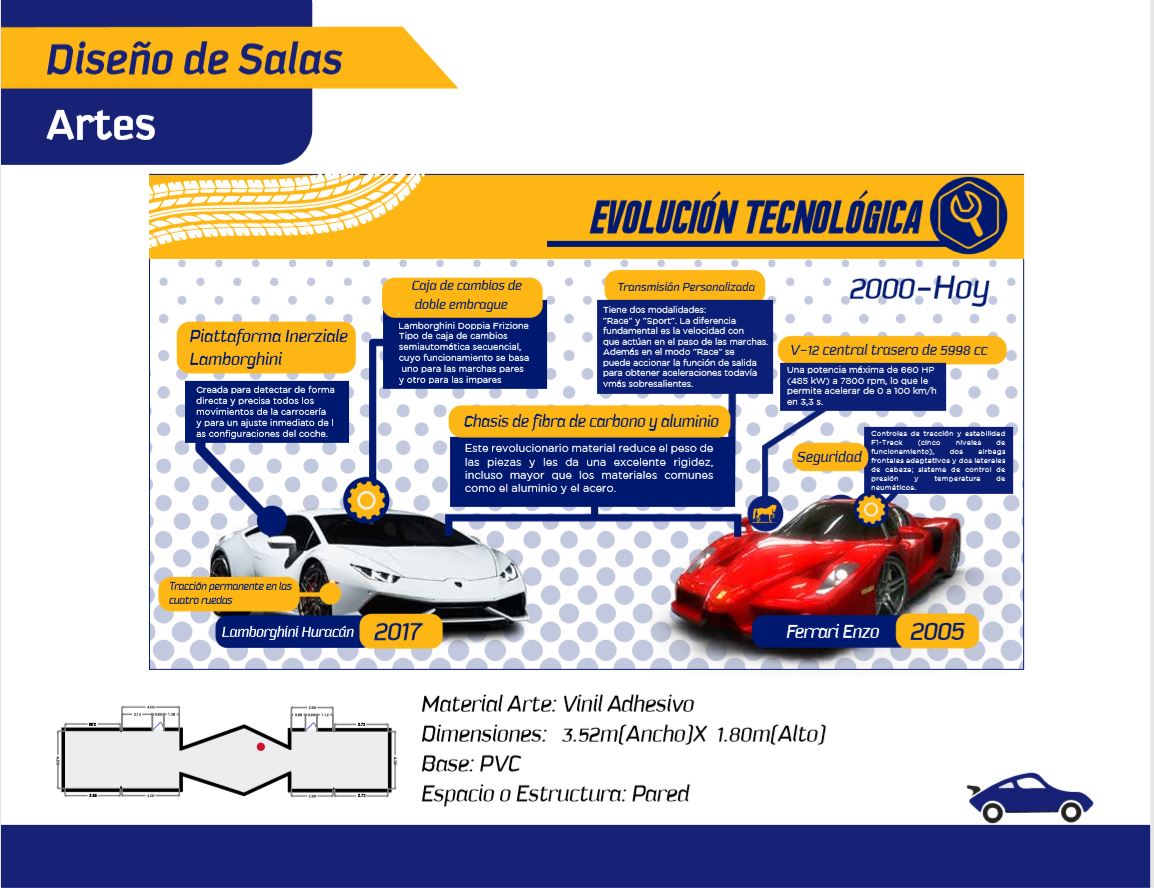 Diseño de Salas
Artes
EVOLUCIÓN TECNOLÓGICA
2000-Hoy
Piattaforma Inerziale
Lamborghini
Creada para detectar de forma
directa y precisa todos los
movimientos de la carrocería
y para un ajuste inmediato de l
as configuraciones del coche.
Caja de cambios de
doble embrague
Lamborghini Doppia Frizione
Tipo de caja de cambios
semiautomática secuencial,
cuyo funcionamiento se basa
uno para las marchas pares
y otro para las impares
Transmisión Personalizada
Tiene dos modalidades:
"Race" y "Sport". La diferencia
fundamental es la velocidad con
que actúan en el paso de las marchas.
Además en el modo "Race" se
puede accionar la función de salida
para obtener aceleraciones todavía
vmás sobresalientes.
V-12 central trasero de 5998 cc
Una potencia máxima de 660 HP
(485 kW) a 7800 rpm, lo que le
permite acelerar de 0 a 100 km/h
en 3,3 s.
Chasis de fibra de carbono y aluminio
Este revolucionario material reduce el peso de
las piezas y les da una excelente rigidez,
incluso mayor que los materiales comunes
como el aluminio y el acero.
Seguridad
Controles de tracción y estabilidad
F1-Track (cinco niveles de
funcionamiento), dos airbags
frontales adaptativos y dos laterales
de cabeza; sistema de control de
presión y temperatura de
neumáticos.
Tracción permanente en las
cuatro ruedas
Lamborghini Huracán 2017
Ferrari Enzo 2005
Material Arte: Vinil Adhesivo
Dimensiones: 3.52m(Ancho)X 1.80m(Alto)
Base: PVC
Espacio o Estructura: Pared